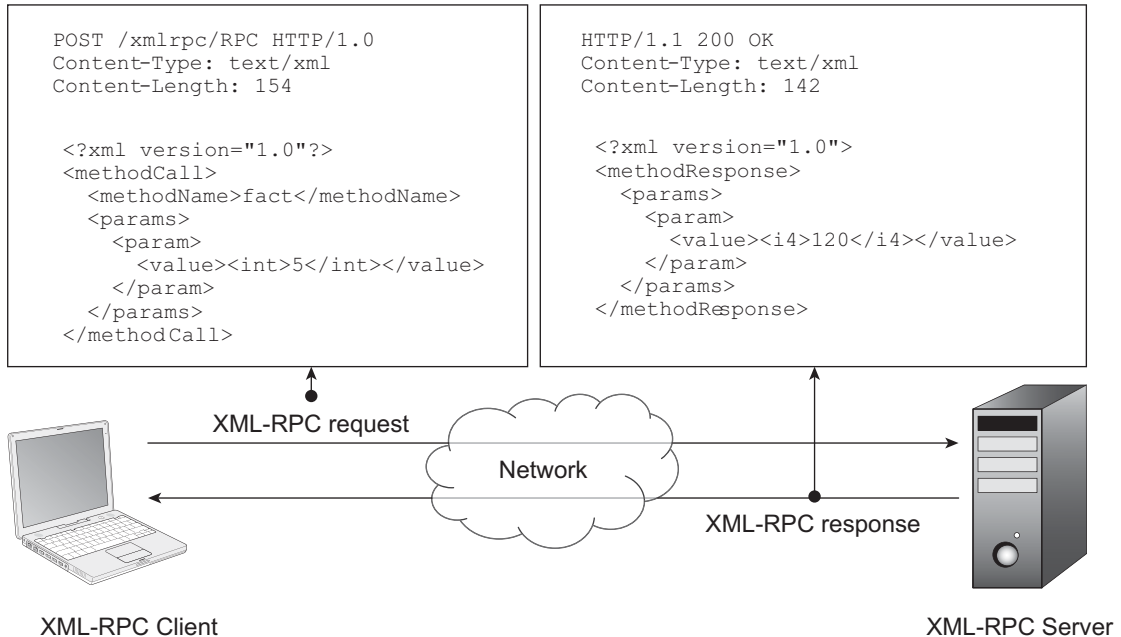 POST /xmlrpc/RPC HTTP/1.0
Content-Type: text/xml
Content-Length: 154
<?xml version="1.0"?>
<methodCall>
<methodName>fact</methodName>
<params>
<param>
<value><int>5</int></value>
</param>
</params>
</methodCall>
HTTP/1.1 200 OK
Content-Type: text/xml
Content-Length: 142
<?xml version="1.0">
<methodResponse>
<params>
<param>
<value><i4>120</i4></value>
</param>
</params>
</methodResponse>
XML-RPC request
Network
XML-RPC response
XML-RPC Client
XML-RPC Server